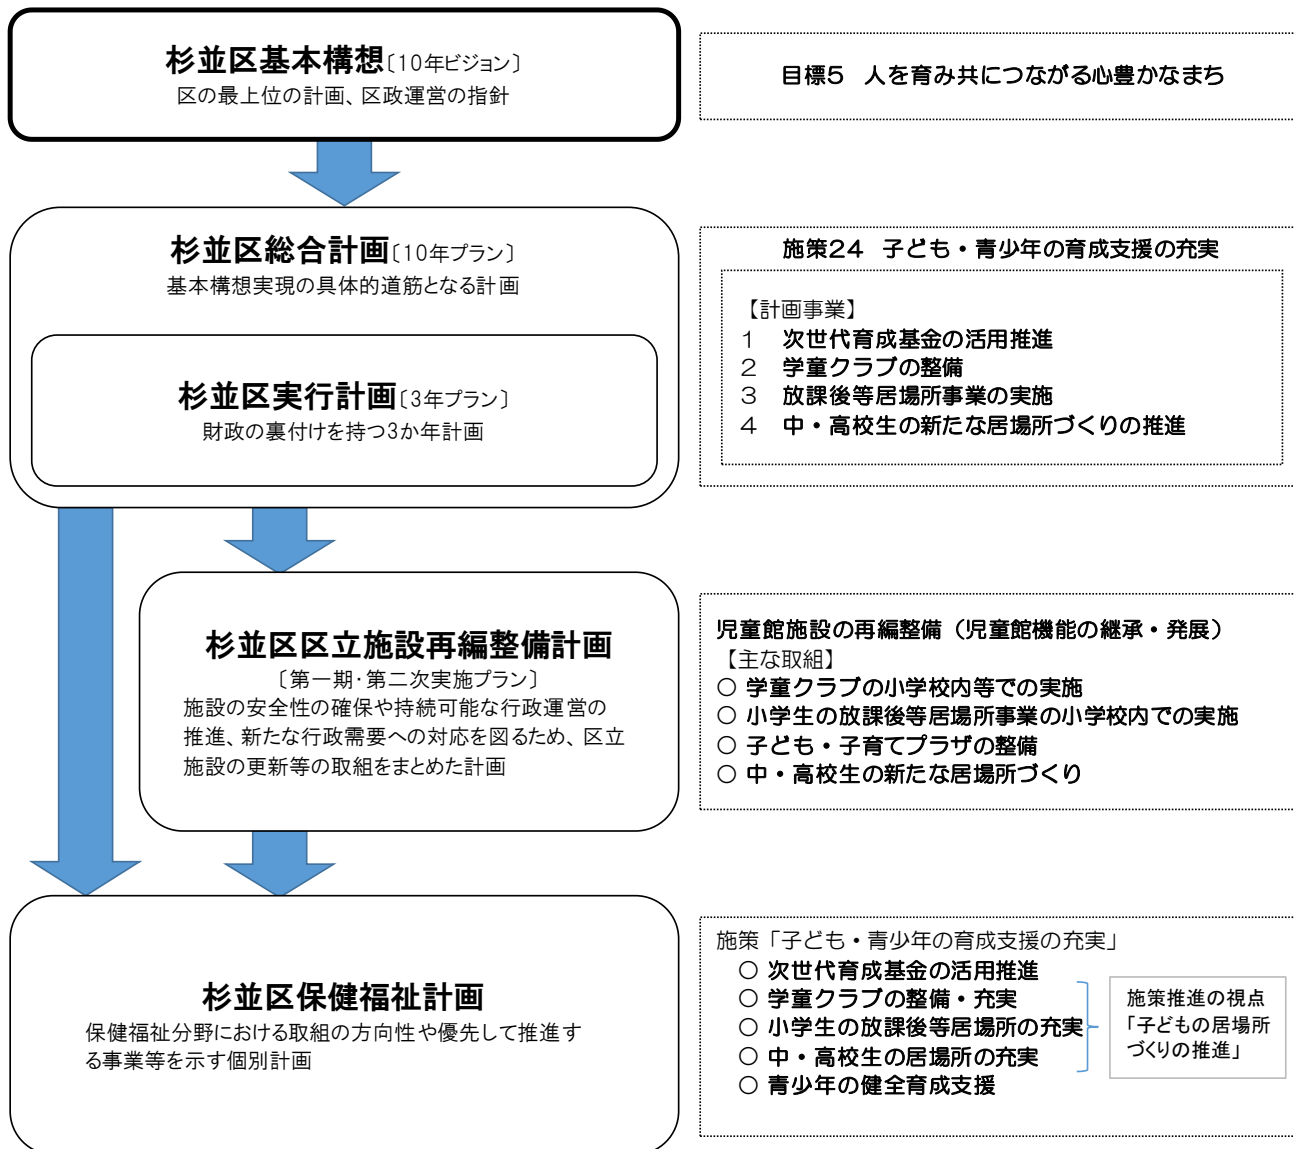 杉並区基本構想〔10年ビジョン〕
区の最上位の計画、区政運営の指針
目標5 人を育み共につながる心豊かなまち
杉並区総合計画〔10年プラン〕
基本構想実現の具体的道筋となる計画
杉並区実行計画〔3年プラン〕
財政の裏付けを持つ3か年計画
施策24 子ども・青少年の育成支援の充実
【計画事業】
1 次世代育成基金の活用推進
2 学童クラブの整備
3 放課後等居場所事業の実施
4 中・高校生の新たな居場所づくりの推進
杉並区区立施設再編整備計画
〔第一期・第二次実施プラン〕
施設の安全性の確保や持続可能な行政運営の
推進、新たな行政需要への対応を図るため、区立
施設の更新等の取組をまとめた計画
児童館施設の再編整備（児童館機能の継承・発展）
【主な取組】
○ 学童クラブの小学校内等での実施
○ 小学生の放課後等居場所事業の小学校内での実施
○ 子ども・子育てプラザの整備
○ 中・高校生の新たな居場所づくり
杉並区保健福祉計画
保健福祉分野における取組の方向性や優先して推進す
る事業等を示す個別計画
施策「子ども・青少年の育成支援の充実」
○ 次世代育成基金の活用推進
○ 学童クラブの整備・充実
○ 小学生の放課後等居場所の充実
○ 中・高校生の居場所の充実
○ 青少年の健全育成支援
施策推進の視点
「子どもの居場所
づくりの推進」